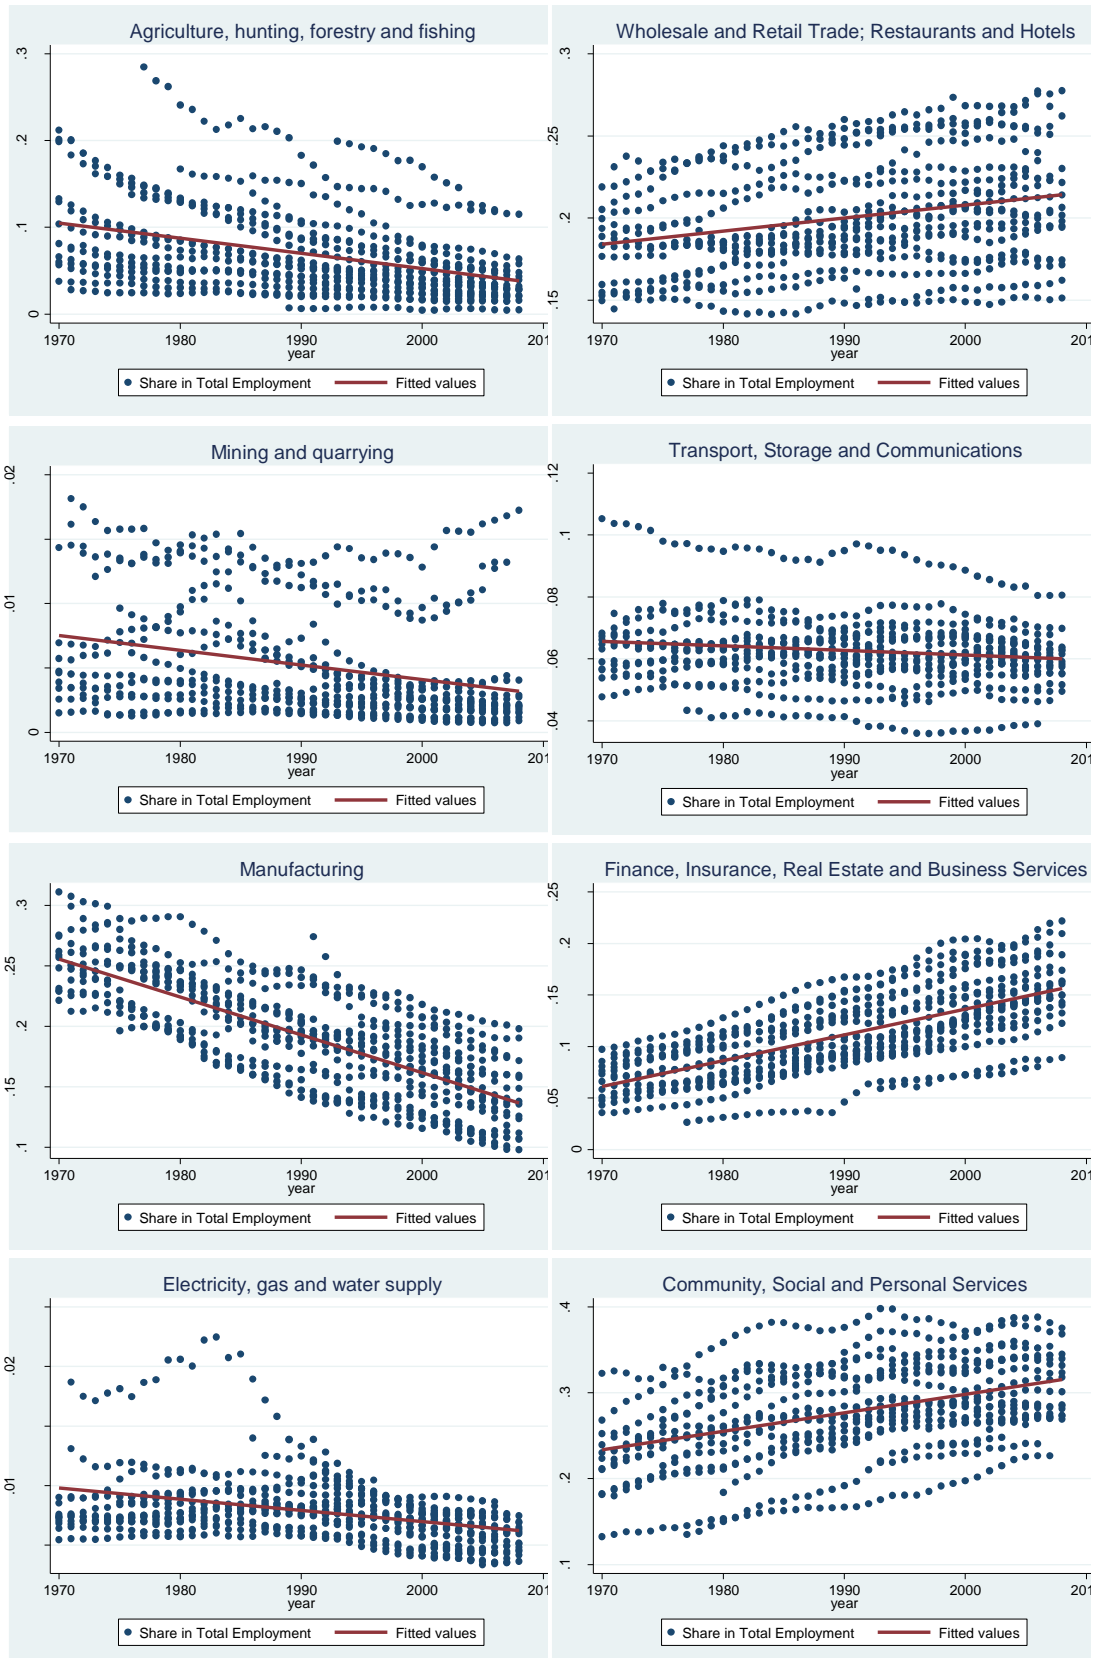 Agriculture, hunting, forestry and fishing
.3
.2
.1
0
1970 1980 1990 2000 201
year
Share in Total Employment Fitted values
Wholesale and Retail Trade; Restaurants and Hotels
.3
.25
.2
.15
1970 1980 1990 2000 201
year
Share in Total Employment Fitted values
Mining and quarrying
.02
.01
0
1970 1980 1990 2000 201
year
Share in Total Employment Fitted values
Transport, Storage and Communications
.12
.1
.08
.06
.04
1970 1980 1990 2000 201
year
Share in Total Employment Fitted values
Manufacturing
.3
.25
.2
.15
.1
1970 1980 1990 2000 201
year
Share in Total Employment Fitted values
Finance, Insurance, Real Estate and Business Services
.25
.2
.15
.1
.05
0
1970 1980 1990 2000 201
year
Share in Total Employment Fitted values
Electricity, gas and water supply
.02
.01
1970 1980 1990 2000 201
year
Share in Total Employment Fitted values
Community, Social and Personal Services
.4
.3
.2
.1
1970 1980 1990 2000 201
year
Share in Total Employment Fitted values